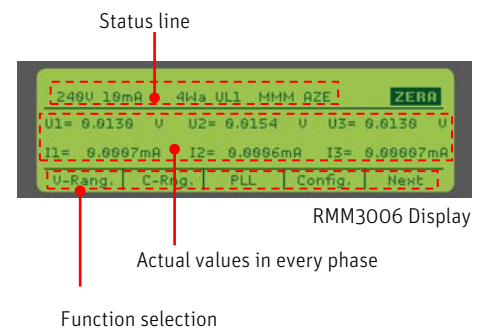 Status line
240V 10mA 4Wa UL1 MMM AZE ZERA
U1= 0.0130 V U2= 0.0154 V U3= 0.0130 V
I1= 0.0007mA I2= 0.0006mA I3= 0.00007mA
V-Rang. C-Rng. PLL Config. Next
RMM3006 Display
Actual values in every phase
Function selection